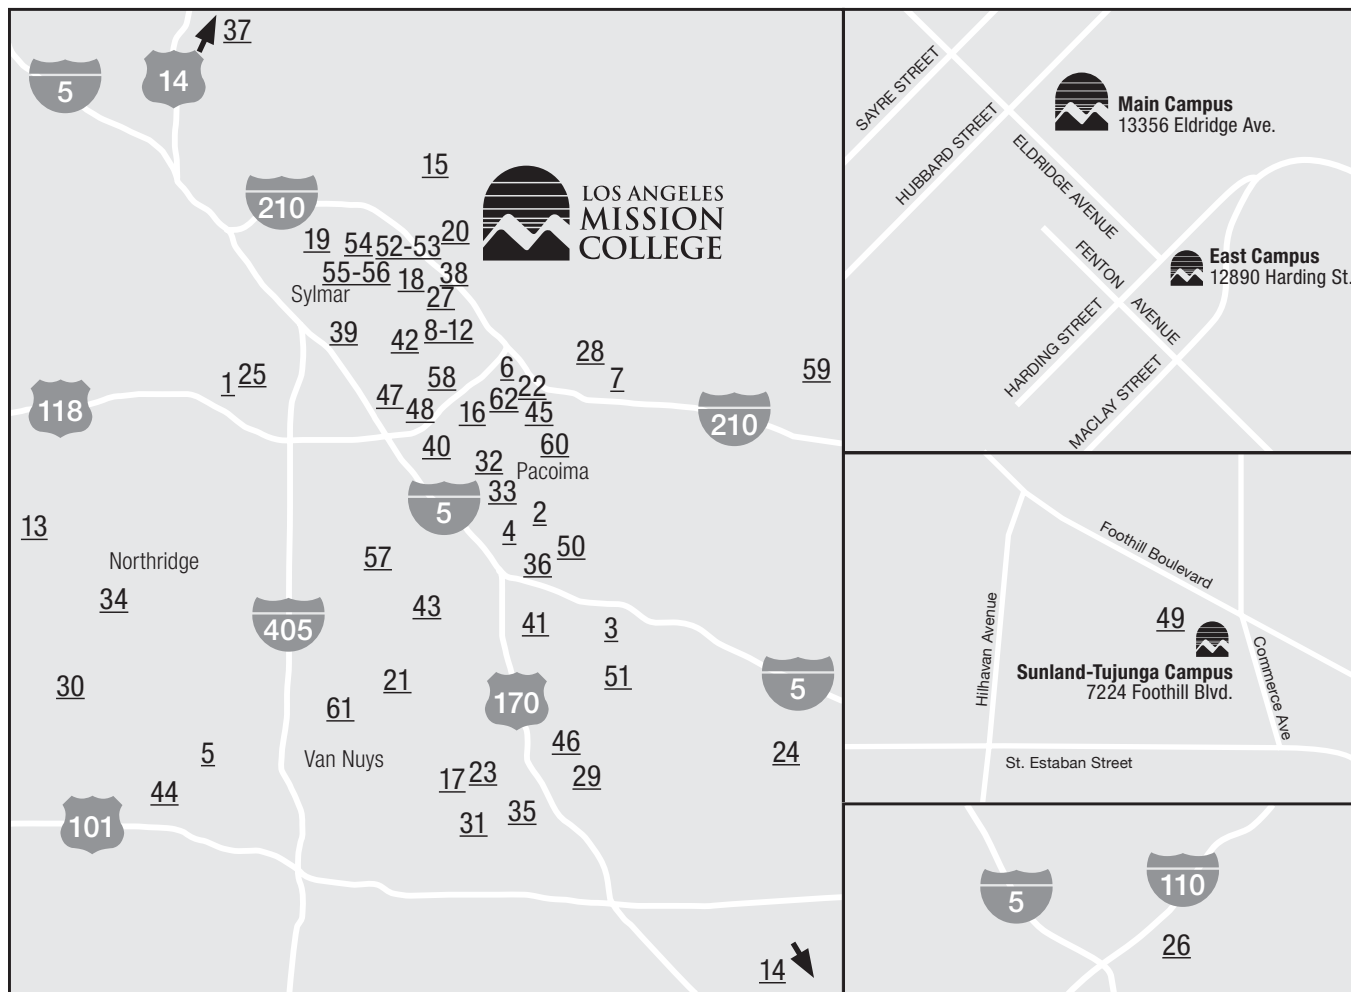 37
14
5
15
210
LOS ANGELES
MISSION
COLLEGE
19
54
52-53
20
55-56
18
38
Sylmar
27
39
42
8-12
28
59
1
25
58
6
7
22
47
48
16
62
45
118
210
40
60
32
Pacoima
33
5
2
13
4
50
Northridge
57
36
34
43
405
41
3
30
21
51
5
170
61
46
5
Van Nuys
24
17
23
29
44
35
101
31
14
SAYRE STREET
HUBBARD STREET
Main Campus
13356 Eldridge Ave.
ELDRIDGE AVENUE
FENTON AVENUE
East Campus
12890 Harding St.
HARDING STREET
MACLAY STREET
Foothill Boulevard
Hilhavan Avenue
49
Commerce Ave
Sunland-Tujunga Campus
7224 Foothill Blvd.
St. Estaban Street
5
110
26